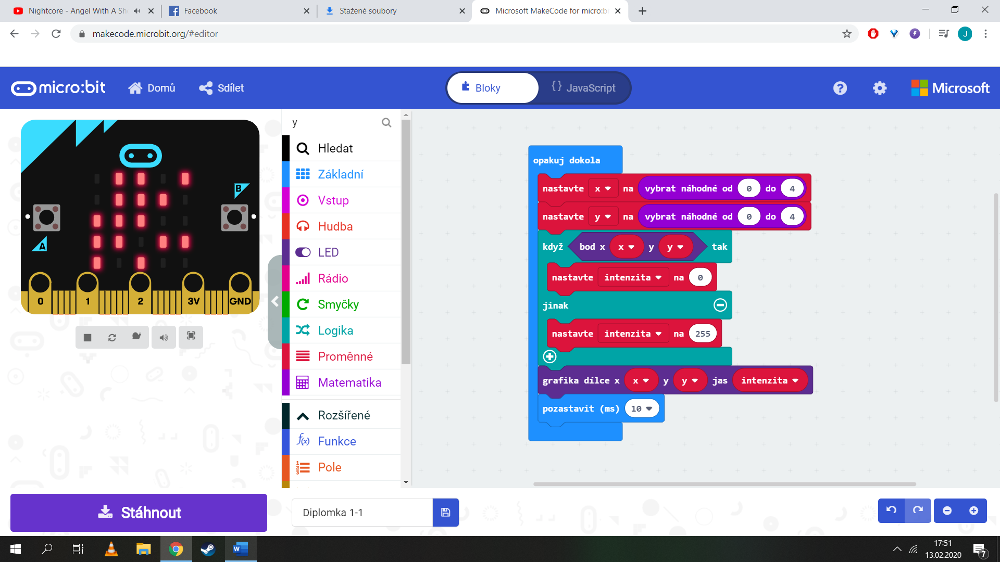 Nightcore - Angel With A Sh
Facebook
Stažené soubory
Microsoft MakeCode for micro:bi
makecode.microbit.org/#editor
J
micro:bit
Domů
Sdílet
Bloky
{} JavaScript
?
Microsoft
B
A
0 1 2 3V GND
y
Hledat
Základní
Vstup
Hudba
LED
Rádio
Smyčky
Logika
Proměnné
Matematika
Rozšířené
f(x) Funkce
Pole
opakuj dokola
nastavte x na vybrat náhodné od 0 do 4
nastavte y na vybrat náhodné od 0 do 4
když bod x x y y tak
nastavte intenzita na 0
jinak
nastavte intenzita na 255
grafika dílce x x y y jas intenzita
pozastavit (ms) 10
Stáhnout
Diplomka 1-1
17:51
13.02.2020
7